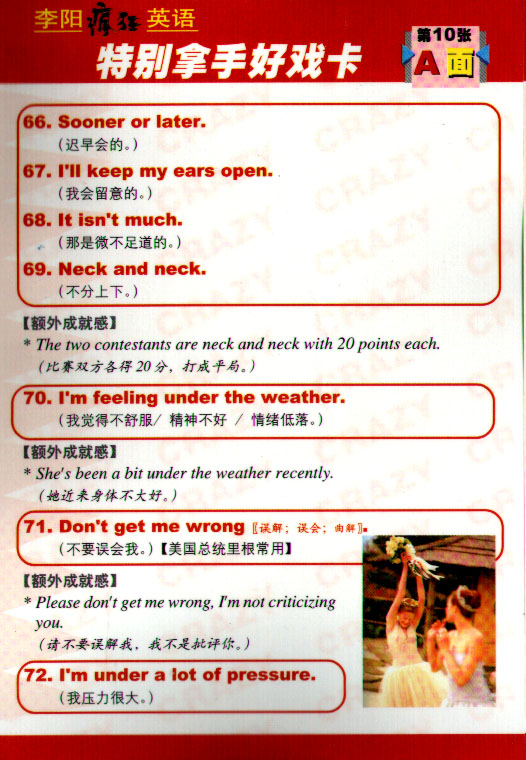 李阳疯狂英语
特别拿手好戏卡
第10张
A面
66. Sooner or later.
（迟早会的。）
67. I'll keep my ears open.
（我会留意的。）
68. It isn't much.
（那是微不足道的。）
69. Neck and neck.
（不分上下。）
【额外成就感】
* The two contestants are neck and neck with 20 points each.
（比赛双方各得20分，打成平局。）
70. I'm feeling under the weather.
（我觉得不舒服/ 精神不好 / 情绪低落。）
【额外成就感】
* She's been a bit under the weather recently.
（她近来身体不大好。）
71. Don't get me wrong〖误解；误会；曲解〗.
（不要误会我。）【美国总统里根常用】
【额外成就感】
* Please don't get me wrong, I'm not criticizing
you.
（请不要误解我，我不是批评你。）
72. I'm under a lot of pressure.
（我压力很大。）
CRAZY
CRAZY
CRAZY
CRAZY
CRAZY